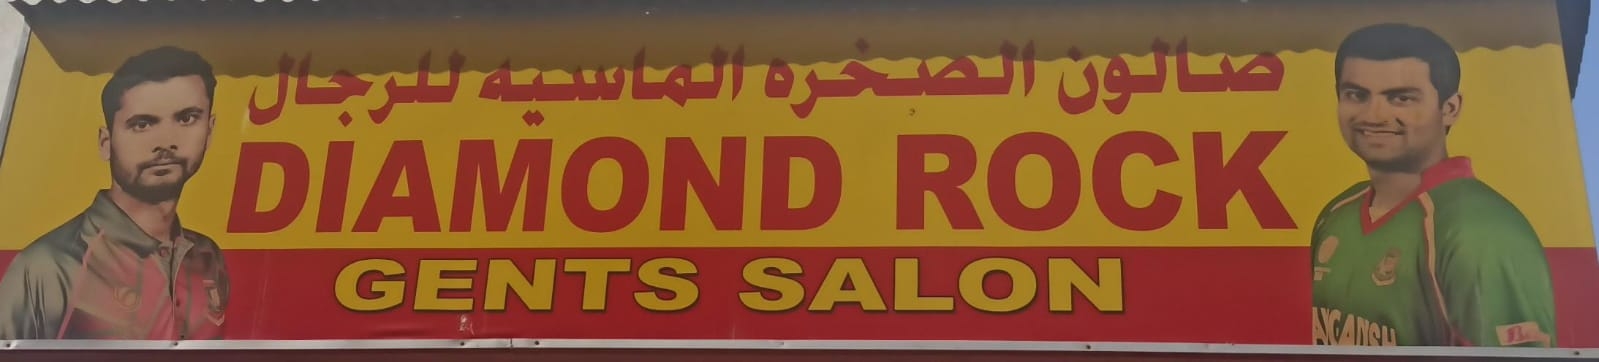 صالون الصخره الماسيه للرجال
DIAMOND ROCK
GENTS SALON